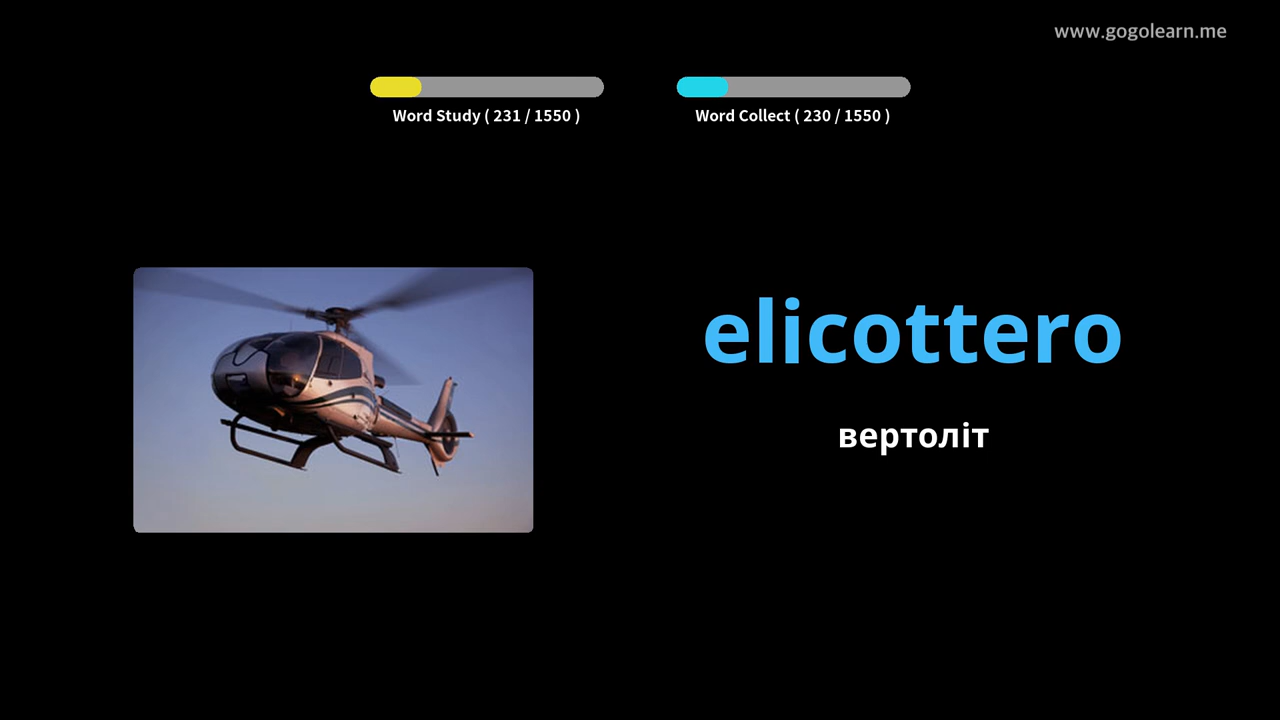 www.gogolearn.me
Word Study ( 231 / 1550 )
Word Collect ( 230 / 1550 )
elicottero
вертоліт